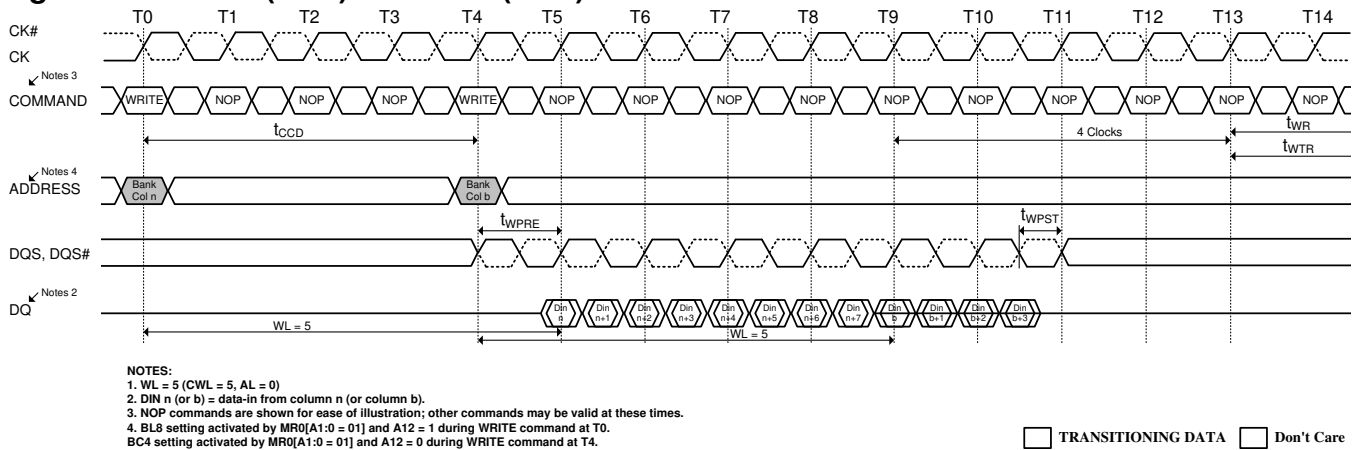 T0 T1 T2 T3 T4 T5 T6 T7 T8 T9 T10 T11 T12 T13 T14
CK#
CK
Notes 3
COMMAND WRITE NOP NOP NOP WRITE NOP NOP NOP NOP NOP NOP NOP NOP NOP NOP
tCCD 4 Clocks tWR
tWTR
Notes 4
ADDRESS Bank Col n Bank Col b
tWPRE tWPST
DQS, DQS#
Notes 2
DQ Din n Din n+1 Din n+2 Din n+3 Din n+4 Din n+5 Din n+6 Din n+7 Din b Din b+1 Din b+2 Din b+3
WL = 5 WL = 5
NOTES:
1. WL = 5 (CWL = 5, AL = 0)
2. DIN n (or b) = data-in from column n (or column b).
3. NOP commands are shown for ease of illustration; other commands may be valid at these times.
4. BL8 setting activated by MR0[A1:0 = 01] and A12 = 1 during WRITE command at T0.
BC4 setting activated by MR0[A1:0 = 01] and A12 = 0 during WRITE command at T4.
TRANSITIONING DATA Don't Care